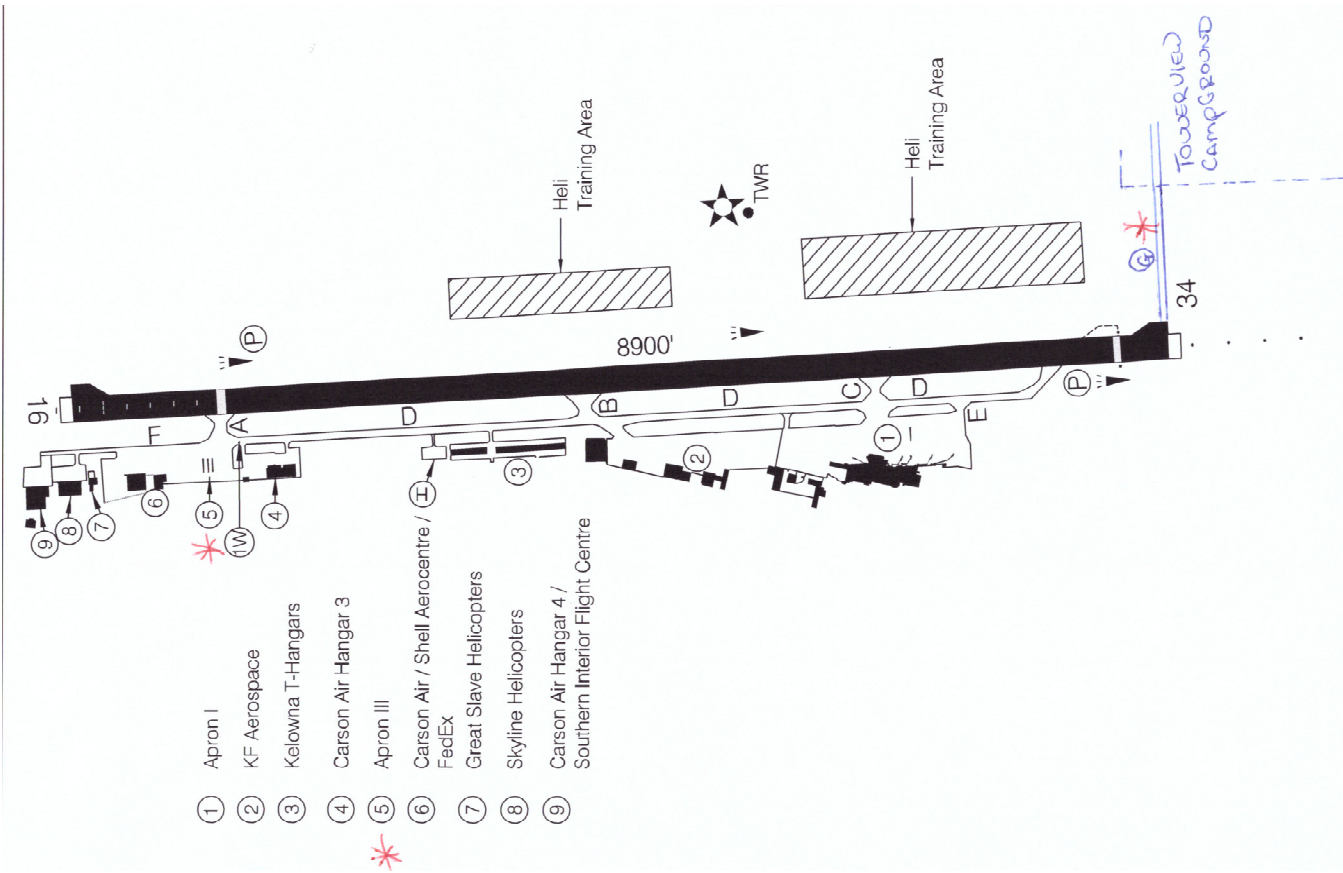 16
F
A
D
8900'
B
D
C
D
E
34
P
P
Heli
Training Area
TWR
Heli
Training Area
G
TOWERVIEW
CAMPGROUND
9
8
7
6
5
1W
4
H
3
2
1
III
I
1 Apron I
2 KF Aerospace
3 Kelowna T-Hangars
4 Carson Air Hangar 3
5 Apron III
6 Carson Air / Shell Aerocentre /
FedEx
7 Great Slave Helicopters
8 Skyline Helicopters
9 Carson Air Hangar 4 /
Southern Interior Flight Centre